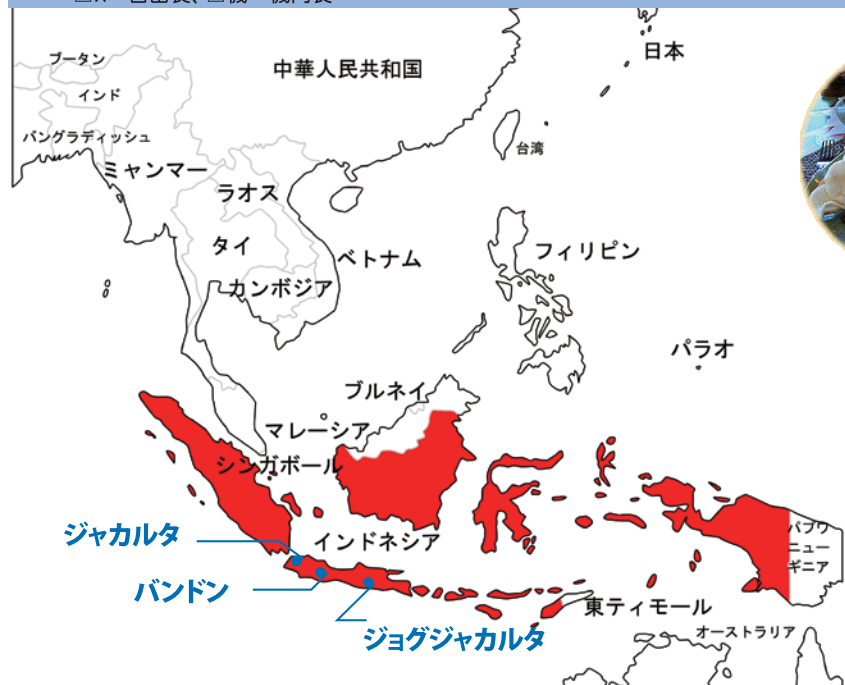 日本
中華人民共和国
ブータン
インド
バングラディッシュ
台湾
ミャンマー
ラオス
タイ
ベトナム
フィリピン
カンボジア
パラオ
ブルネイ
マレーシア
シンガポール
ジャカルタ
インドネシア
パプワ
ニュー
ギニア
バンドン
東ティモール
オーストラリア
ジョグジャカルタ